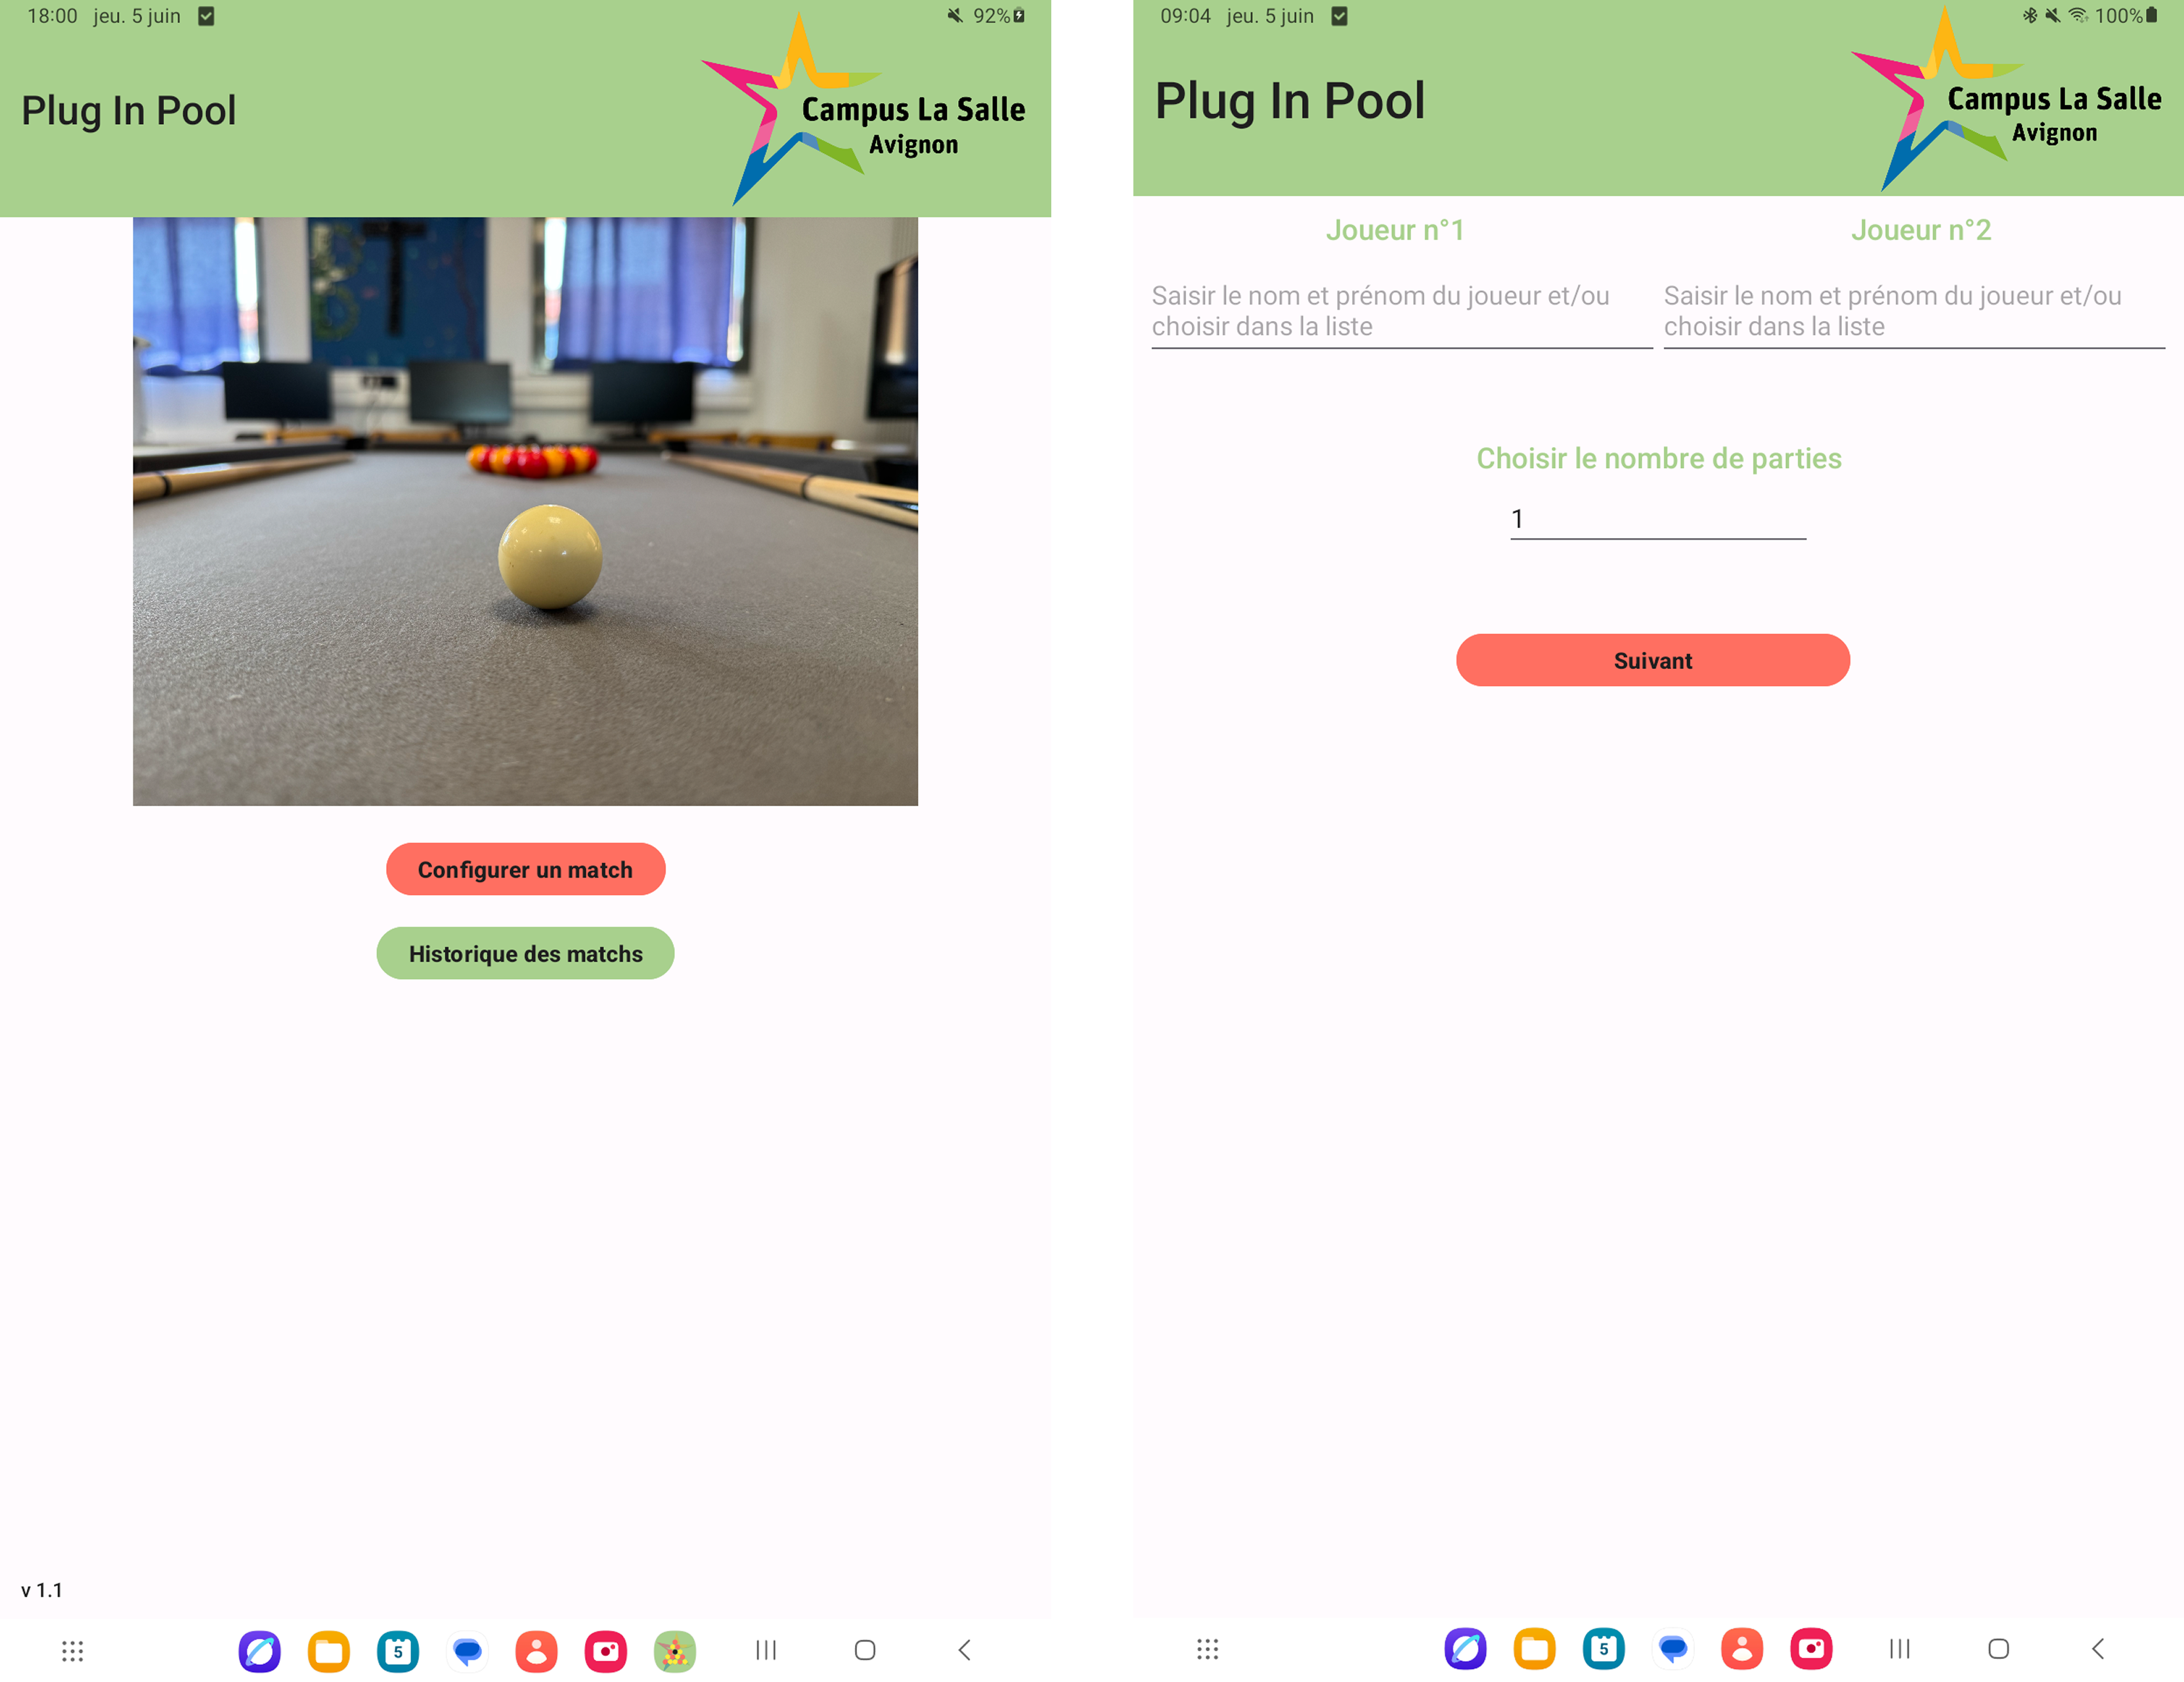 18:00 jeu. 5 juin
92%
Plug In Pool
Campus La Salle
Avignon
Configurer un match
Historique des matchs
v 1.1
5
09:04 jeu. 5 juin
100%
Plug In Pool
Campus La Salle
Avignon
Joueur n°1
Joueur n°2
Saisir le nom et prénom du joueur et/ou
choisir dans la liste
Saisir le nom et prénom du joueur et/ou
choisir dans la liste
Choisir le nombre de parties
1
Suivant
5